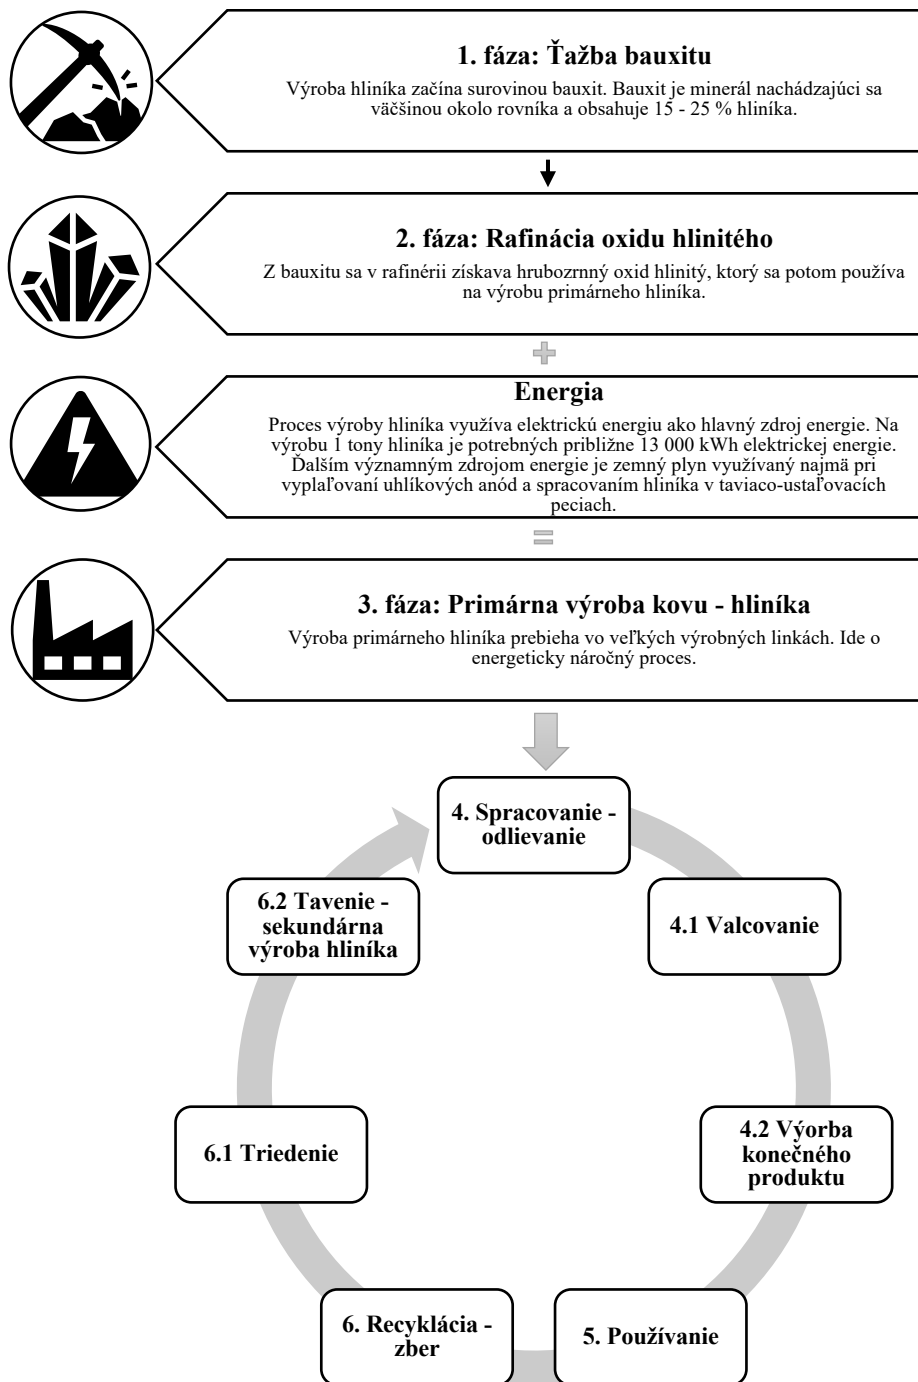 1. fáza: Ťažba bauxitu
Výroba hliníka začína surovinou bauxit. Bauxit je minerál nachádzajúci sa
väčšinou okolo rovníka a obsahuje 15 - 25 % hliníka.
2. fáza: Rafinácia oxidu hlinitého
Z bauxitu sa v rafinérii získava hrubozrnný oxid hlinitý, ktorý sa potom používa
na výrobu primárneho hliníka.
Energia
Proces výroby hliníka využíva elektrickú energiu ako hlavný zdroj energie. Na
výrobu 1 tony hliníka je potrebných približne 13 000 kWh elektrickej energie.
Ďalším významným zdrojom energie je zemný plyn využívaný najmä pri
vyplaľovaní uhlíkových anód a spracovaním hliníka v taviaco-ustaľovacích
peciach.
3. fáza: Primárna výroba kovu - hliníka
Výroba primárneho hliníka prebieha vo veľkých výrobných linkách. Ide o
energeticky náročný proces.
4. Spracovanie -
odlievanie
4.1 Valcovanie
4.2 Výorba
konečného
produktu
5. Používanie
6. Recyklácia -
zber
6.1 Triedenie
6.2 Tavenie -
sekundárna
výroba hliníka